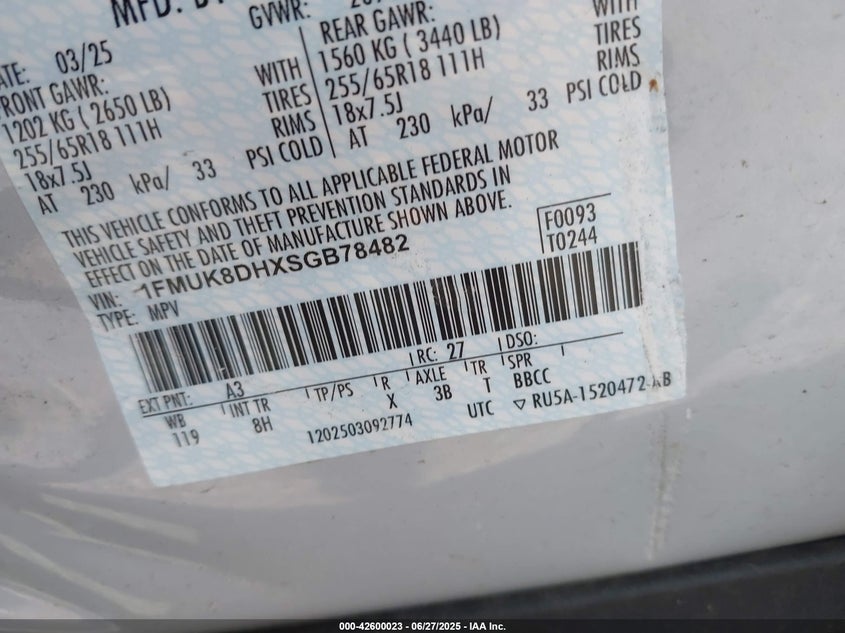 MFD. B
GVWR:
ATE: 03/25
FRONT GAWR:
1202 KG ( 2650 LB) WITH
255/65R18 111H TIRES
18x7.5J RIMS
AT 230 kPa/ 33 PSI COLD
REAR GAWR:
1560 KG ( 3440 LB) WITH
255/65R18 111H TIRES
18x7.5J RIMS
AT 230 kPa/ 33 PSI COLD
THIS VEHICLE CONFORMS TO ALL APPLICABLE FEDERAL MOTOR
VEHICLE SAFETY AND THEFT PREVENTION STANDARDS IN
EFFECT ON THE DATE OF MANUFACTURE SHOWN ABOVE.
VIN: 1FMUK8DHXSGB78482
TYPE: MPV
F0093
T0244
EXT PNT: A3 RC: 27 DSO:
WB INT TR TP/PS R AXLE TR SPR
119 8H X 3B T BBCC
1202503092774 UTC ▽ RU5A-1520472-AB
000-42600023 - 06/27/2025 - IAA Inc.